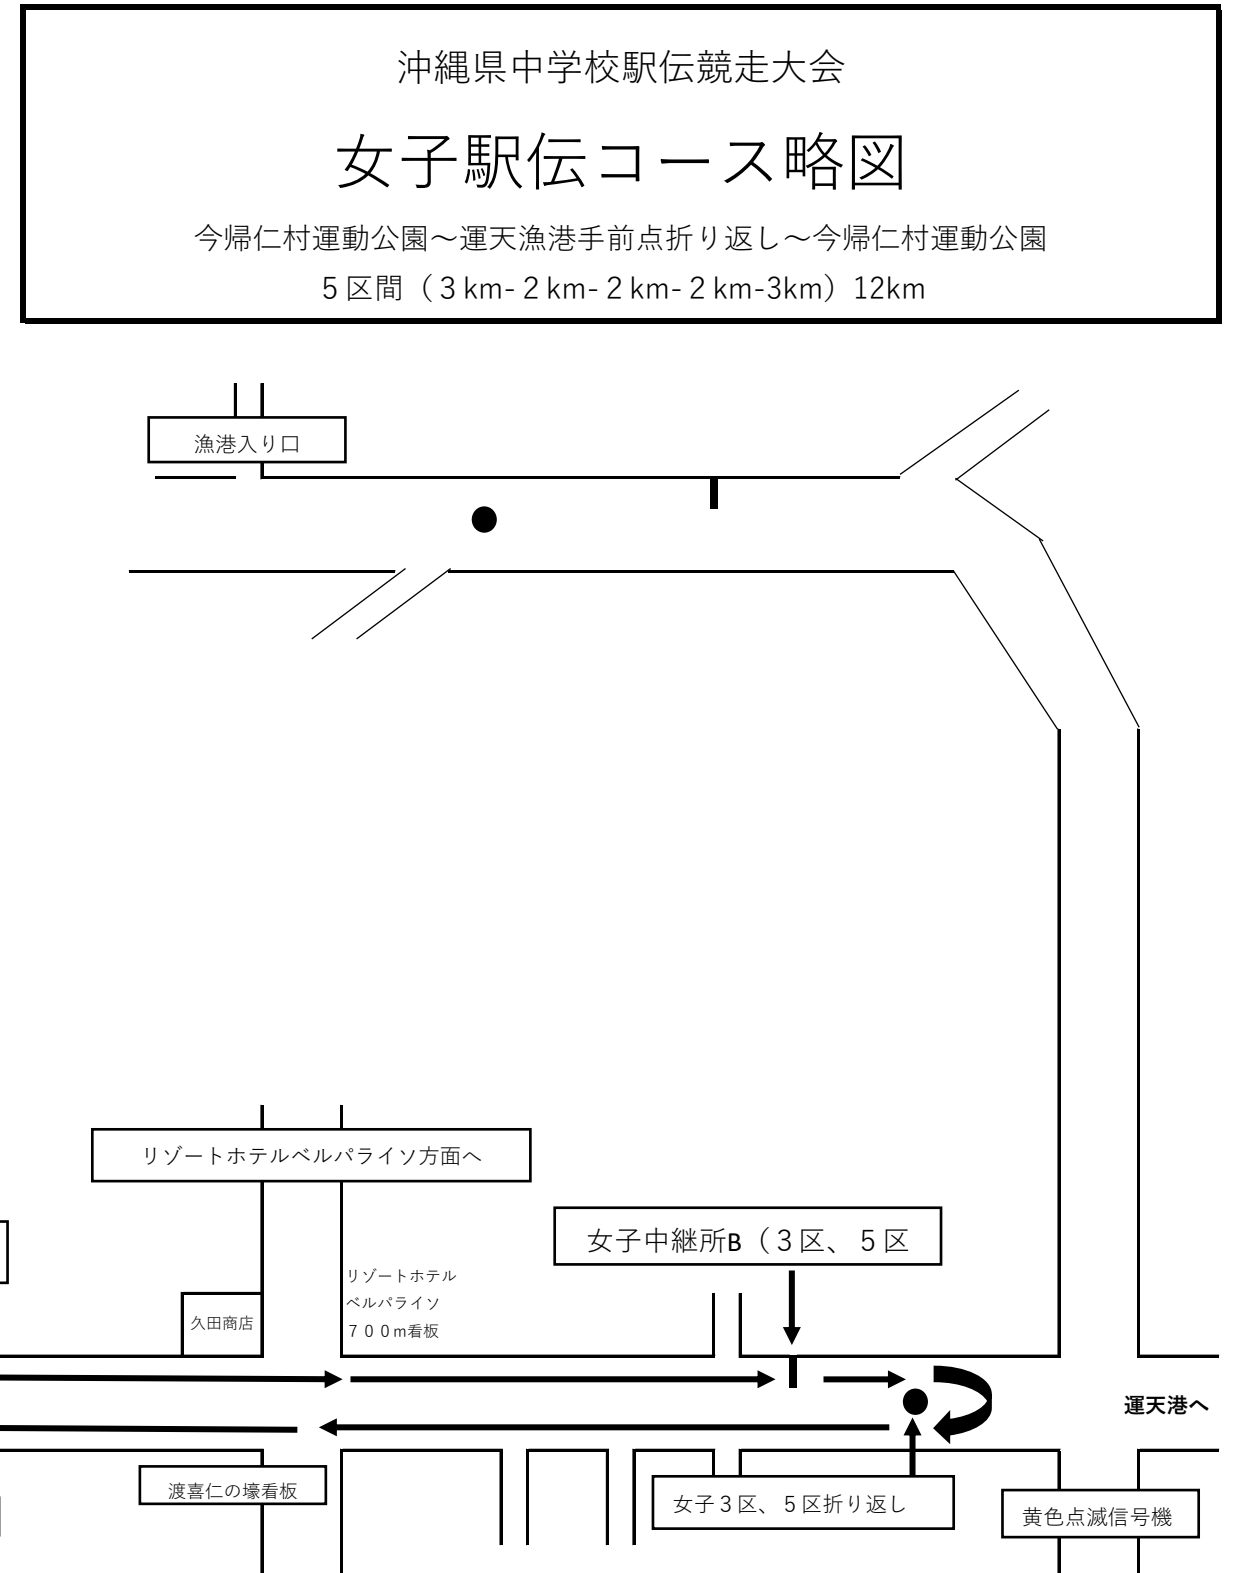 沖縄県中学校駅伝競走大会
女子駅伝コース略図
今帰仁村運動公園～運天漁港手前点折り返し～今帰仁村運動公園
５区間（３km-２km-２km-２km-3km）12km
漁港入り口
リゾートホテルベルパライソ方面へ
女子中継所B（３区、５区
リゾートホテル
ベルパライソ
７００m看板
久田商店
運天港へ
渡喜仁の壕看板
女子３区、５区折り返し
黄色点滅信号機